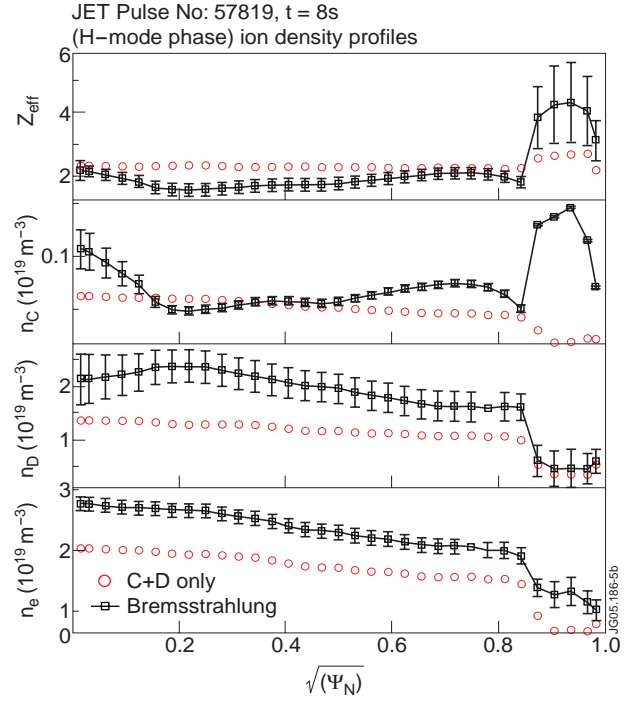 JET Pulse No: 57819, t = 8s
(H−mode phase) ion density profiles
Z_eff
6
4
2
n_C (10^19 m^−3)
0.1
n_D (10^19 m^−3)
2
1
n_e (10^19 m^−3)
3
2
1
0
C+D only
Bremsstrahlung
0.2 0.4 0.6 0.8 1.0
√(Ψ_N)
JG05.186-5b